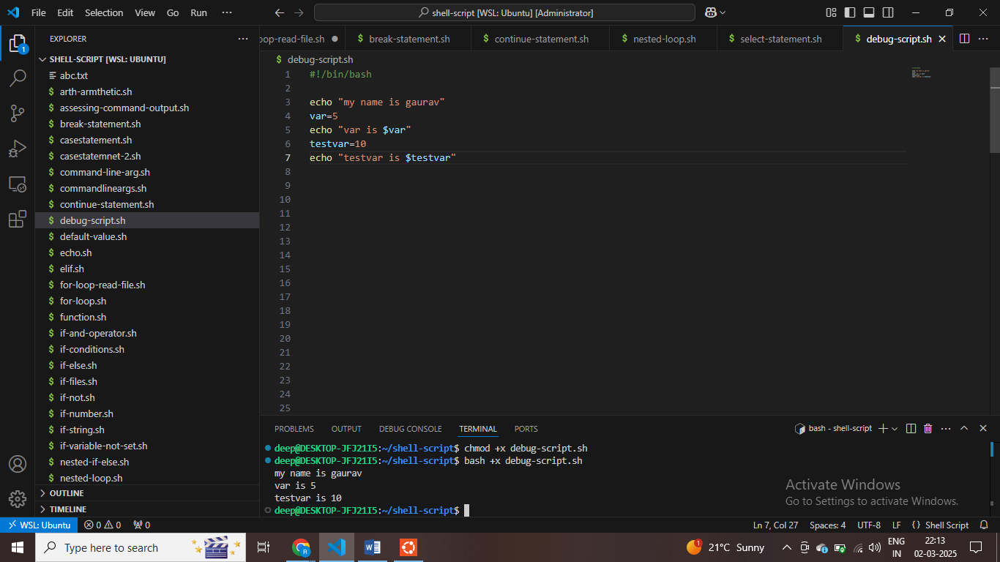 File Edit Selection View Go Run ···
shell-script [WSL: Ubuntu] [Administrator]
EXPLORER ···
oop-read-file.sh
break-statement.sh
continue-statement.sh
nested-loop.sh
select-statement.sh
debug-script.sh
1
SHELL-SCRIPT [WSL: UBUNTU]
abc.txt
$ arth-armthetic.sh
$ assessing-command-output.sh
$ break-statement.sh
$ casestatement.sh
$ casestatemnet-2.sh
$ command-line-arg.sh
$ commandlineargs.sh
$ continue-statement.sh
$ debug-script.sh
$ default-value.sh
$ echo.sh
$ elif.sh
$ for-loop-read-file.sh
$ for-loop.sh
$ function.sh
$ if-and-operator.sh
$ if-conditions.sh
$ if-else.sh
$ if-files.sh
$ if-not.sh
$ if-number.sh
$ if-string.sh
$ if-variable-not-set.sh
$ nested-if-else.sh
$ nested-loop.sh
OUTLINE
TIMELINE
$ debug-script.sh
1 #!/bin/bash
2
3 echo "my name is gaurav"
4 var=5
5 echo "var is $var"
6 testvar=10
7 echo "testvar is $testvar"
8
9
10
11
12
13
14
15
16
17
18
19
20
21
22
23
24
25
PROBLEMS OUTPUT DEBUG CONSOLE TERMINAL PORTS
bash - shell-script
deep@DESKTOP-JFJ21I5:~/shell-script$ chmod +x debug-script.sh
deep@DESKTOP-JFJ21I5:~/shell-script$ bash +x debug-script.sh
my name is gaurav
var is 5
testvar is 10
deep@DESKTOP-JFJ21I5:~/shell-script$
Activate Windows
Go to Settings to activate Windows.
WSL: Ubuntu 0 0 0
Ln 7, Col 27 Spaces: 4 UTF-8 LF {} Shell Script
Type here to search
1
21°C Sunny
ENG
IN
22:13
02-03-2025